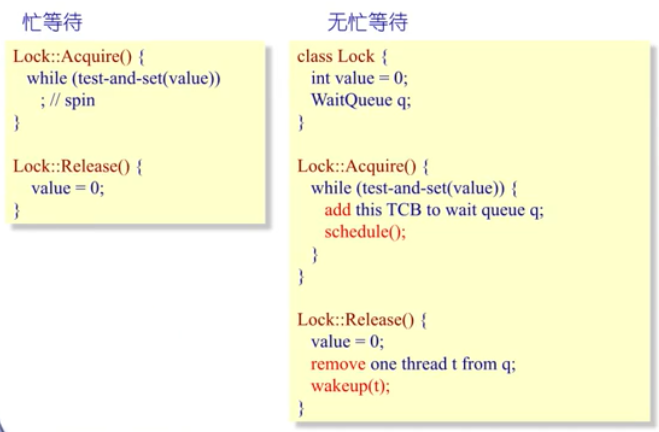 忙等待
Lock::Acquire() {
while (test-and-set(value))
; // spin
}
Lock::Release() {
value = 0;
}
无忙等待
class Lock {
int value = 0;
WaitQueue q;
}
Lock::Acquire() {
while (test-and-set(value)) {
add this TCB to wait queue q;
schedule();
}
}
Lock::Release() {
value = 0;
remove one thread t from q;
wakeup(t);
}